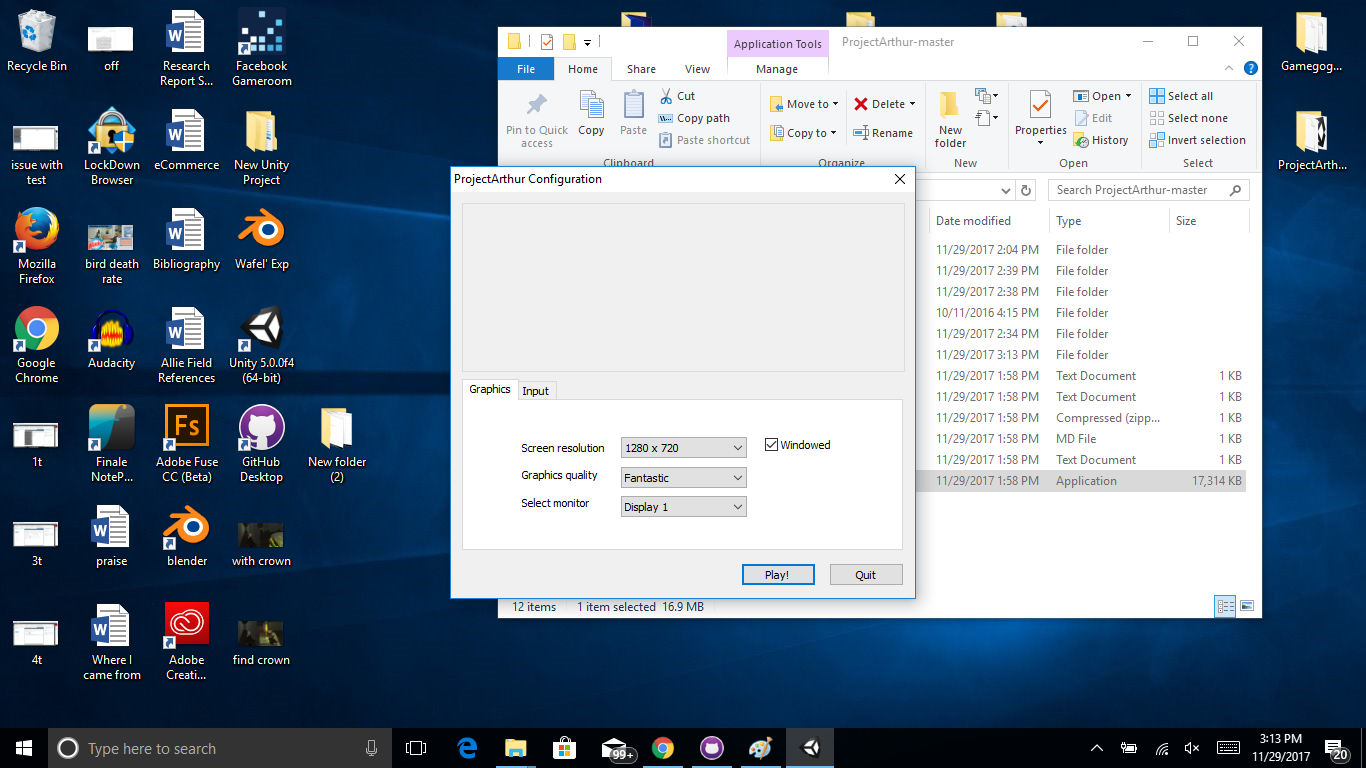 Recycle Bin
off
Research
Report S...
Facebook
Gameroom
issue with
test
LockDown
Browser
eCommerce
New Unity
Project
Mozilla
Firefox
bird death
rate
Bibliography
Wafel' Exp
Google
Chrome
Audacity
Allie Field
References
Unity 5.0.0f4
(64-bit)
1t
Finale
NoteP...
Fs
Adobe Fuse
CC (Beta)
GitHub
Desktop
New folder
(2)
3t
praise
blender
with crown
4t
Where I
came from
Adobe
Creati...
find crown
Gamegog...
ProjectArth...
Application Tools
ProjectArthur-master
File
Home
Share
View
Manage
Pin to Quick
access
Copy
Paste
Cut
Copy path
Paste shortcut
Clipboard
Move to
Copy to
Delete
Rename
Organize
New
folder
New
Properties
Open
Edit
History
Open
Select all
Select none
Invert selection
Select
Search ProjectArthur-master
Date modified Type Size
11/29/2017 2:04 PM File folder
11/29/2017 2:39 PM File folder
11/29/2017 2:38 PM File folder
10/11/2016 4:15 PM File folder
11/29/2017 2:34 PM File folder
11/29/2017 3:13 PM File folder
11/29/2017 1:58 PM Text Document 1 KB
11/29/2017 1:58 PM Text Document 1 KB
11/29/2017 1:58 PM Compressed (zipp... 1 KB
11/29/2017 1:58 PM MD File 1 KB
11/29/2017 1:58 PM Text Document 1 KB
11/29/2017 1:58 PM Application 17,314 KB
12 items 1 item selected 16.9 MB
ProjectArthur Configuration
Graphics
Input
Screen resolution 1280 x 720 Windowed
Graphics quality Fantastic
Select monitor Display 1
Play!
Quit
Type here to search
99+
3:13 PM
11/29/2017
20